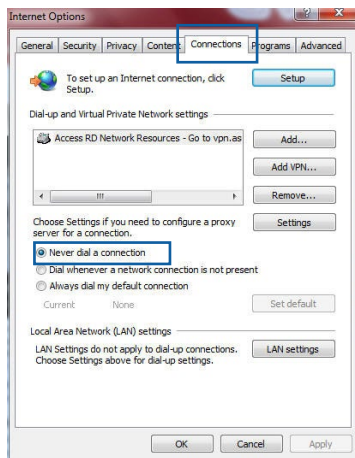 Internet Options
General Security Privacy Content Connections Programs Advanced
To set up an Internet connection, click
Setup.
Setup
Dial-up and Virtual Private Network settings
Access RD Network Resources - Go to vpn.as
Add...
Add VPN...
Remove...
Choose Settings if you need to configure a proxy
server for a connection.
Settings
Never dial a connection
Dial whenever a network connection is not present
Always dial my default connection
Current None
Set default
Local Area Network (LAN) settings
LAN Settings do not apply to dial-up connections.
Choose Settings above for dial-up settings.
LAN settings
OK Cancel Apply